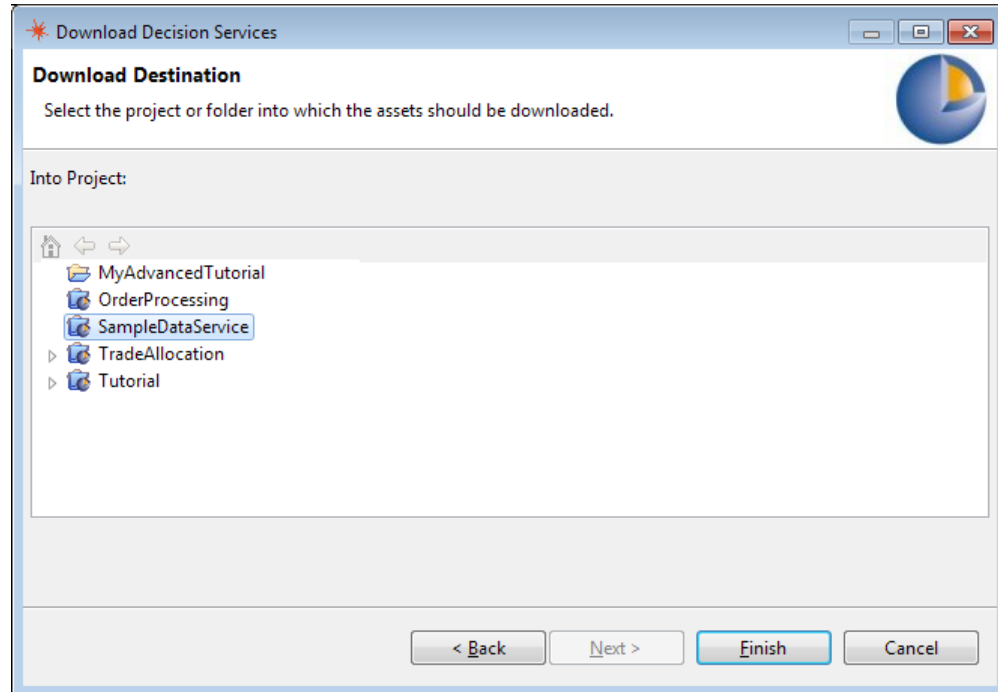 Download Decision Services
Download Destination
Select the project or folder into which the assets should be downloaded.
Into Project:
MyAdvancedTutorial
OrderProcessing
SampleDataService
TradeAllocation
Tutorial
< Back Next > Finish Cancel